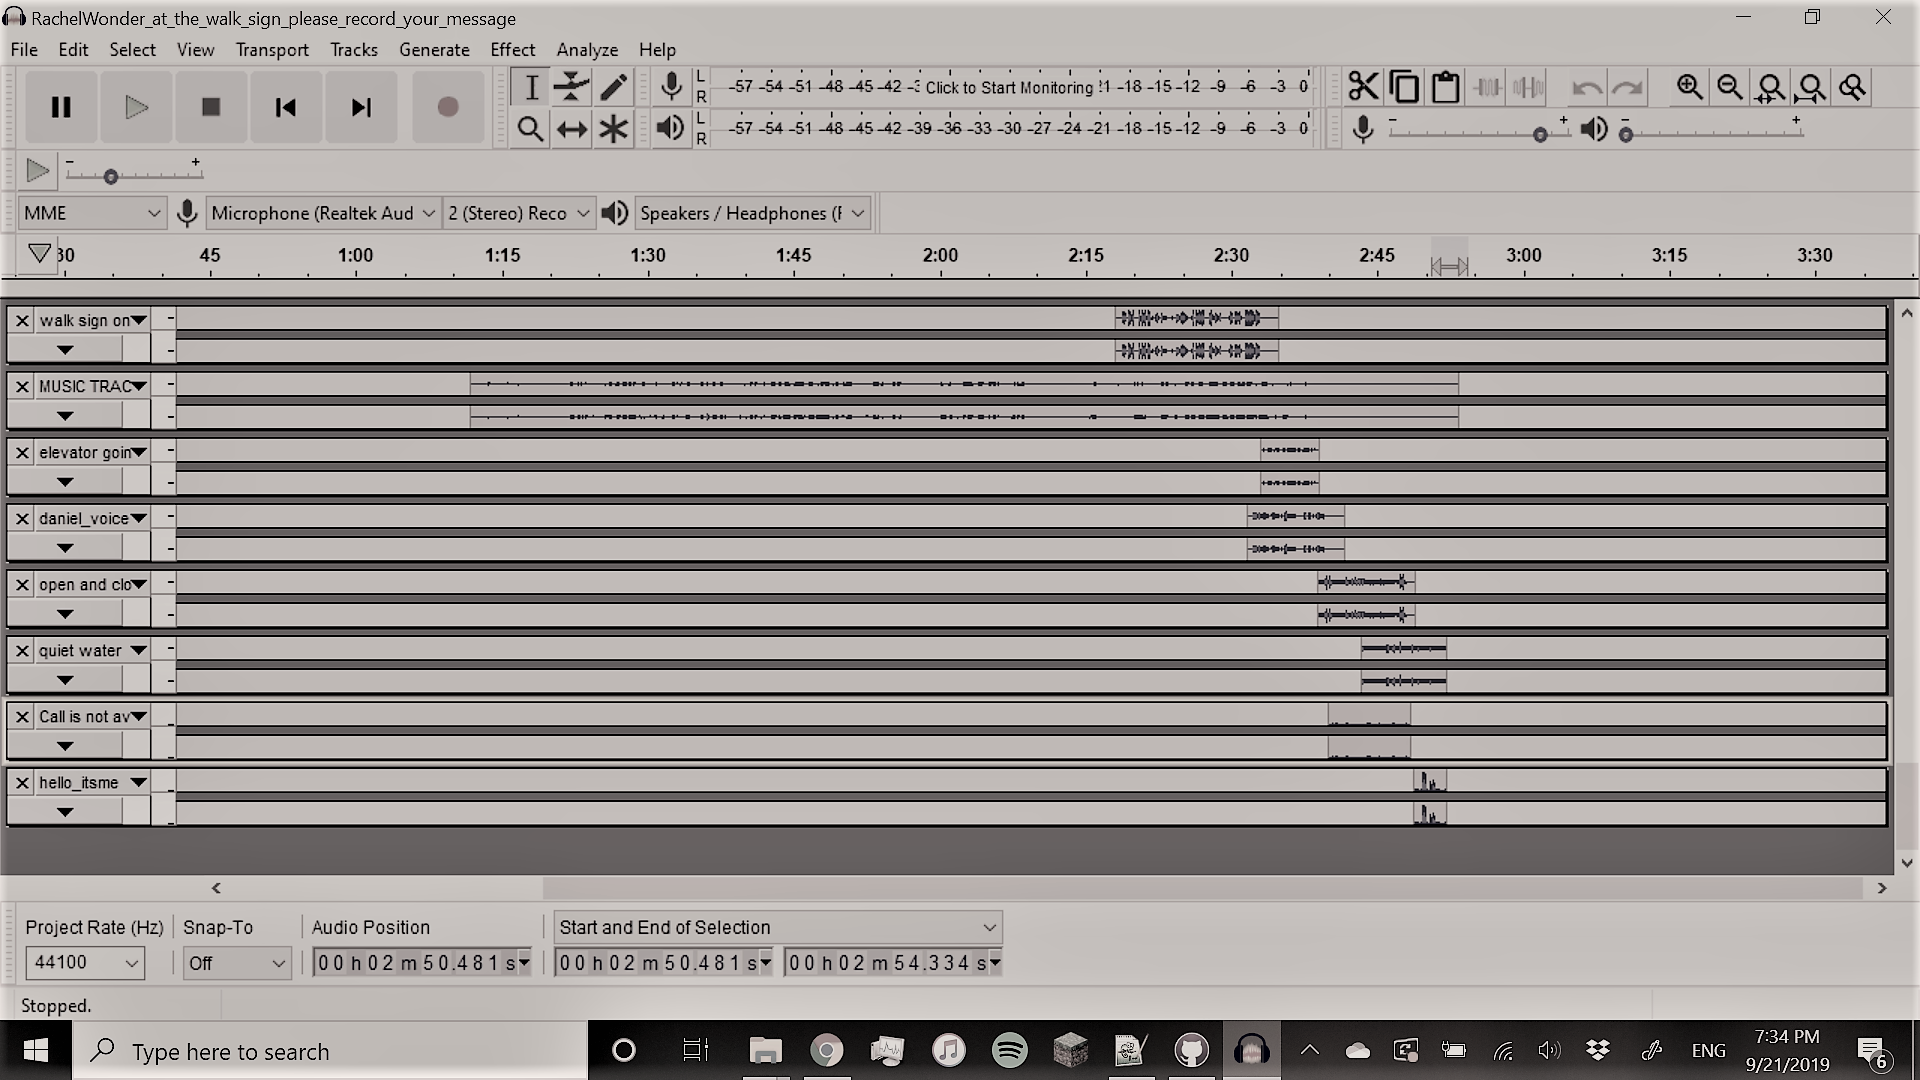 RachelWonder_at_the_walk_sign_please_record_your_message
File Edit Select View Transport Tracks Generate Effect Analyze Help
L R -57 -54 -51 -48 -45 -42 -3 Click to Start Monitoring !1 -18 -15 -12 -9 -6 -3 0
L R -57 -54 -51 -48 -45 -42 -39 -36 -33 -30 -27 -24 -21 -18 -15 -12 -9 -6 -3 0
- + - +
- +
MME Microphone (Realtek Aud 2 (Stereo) Reco Speakers / Headphones (F
30 45 1:00 1:15 1:30 1:45 2:00 2:15 2:30 2:45 3:00 3:15 3:30
walk sign on
MUSIC TRAC
elevator goin
daniel_voice
open and clo
quiet water
Call is not av
hello_itsme
Project Rate (Hz) Snap-To Audio Position Start and End of Selection
44100 Off 00 h 02 m 50.481 s 00 h 02 m 50.481 s 00 h 02 m 54.334 s
Stopped.
Type here to search
ENG
7:34 PM
9/21/2019
6